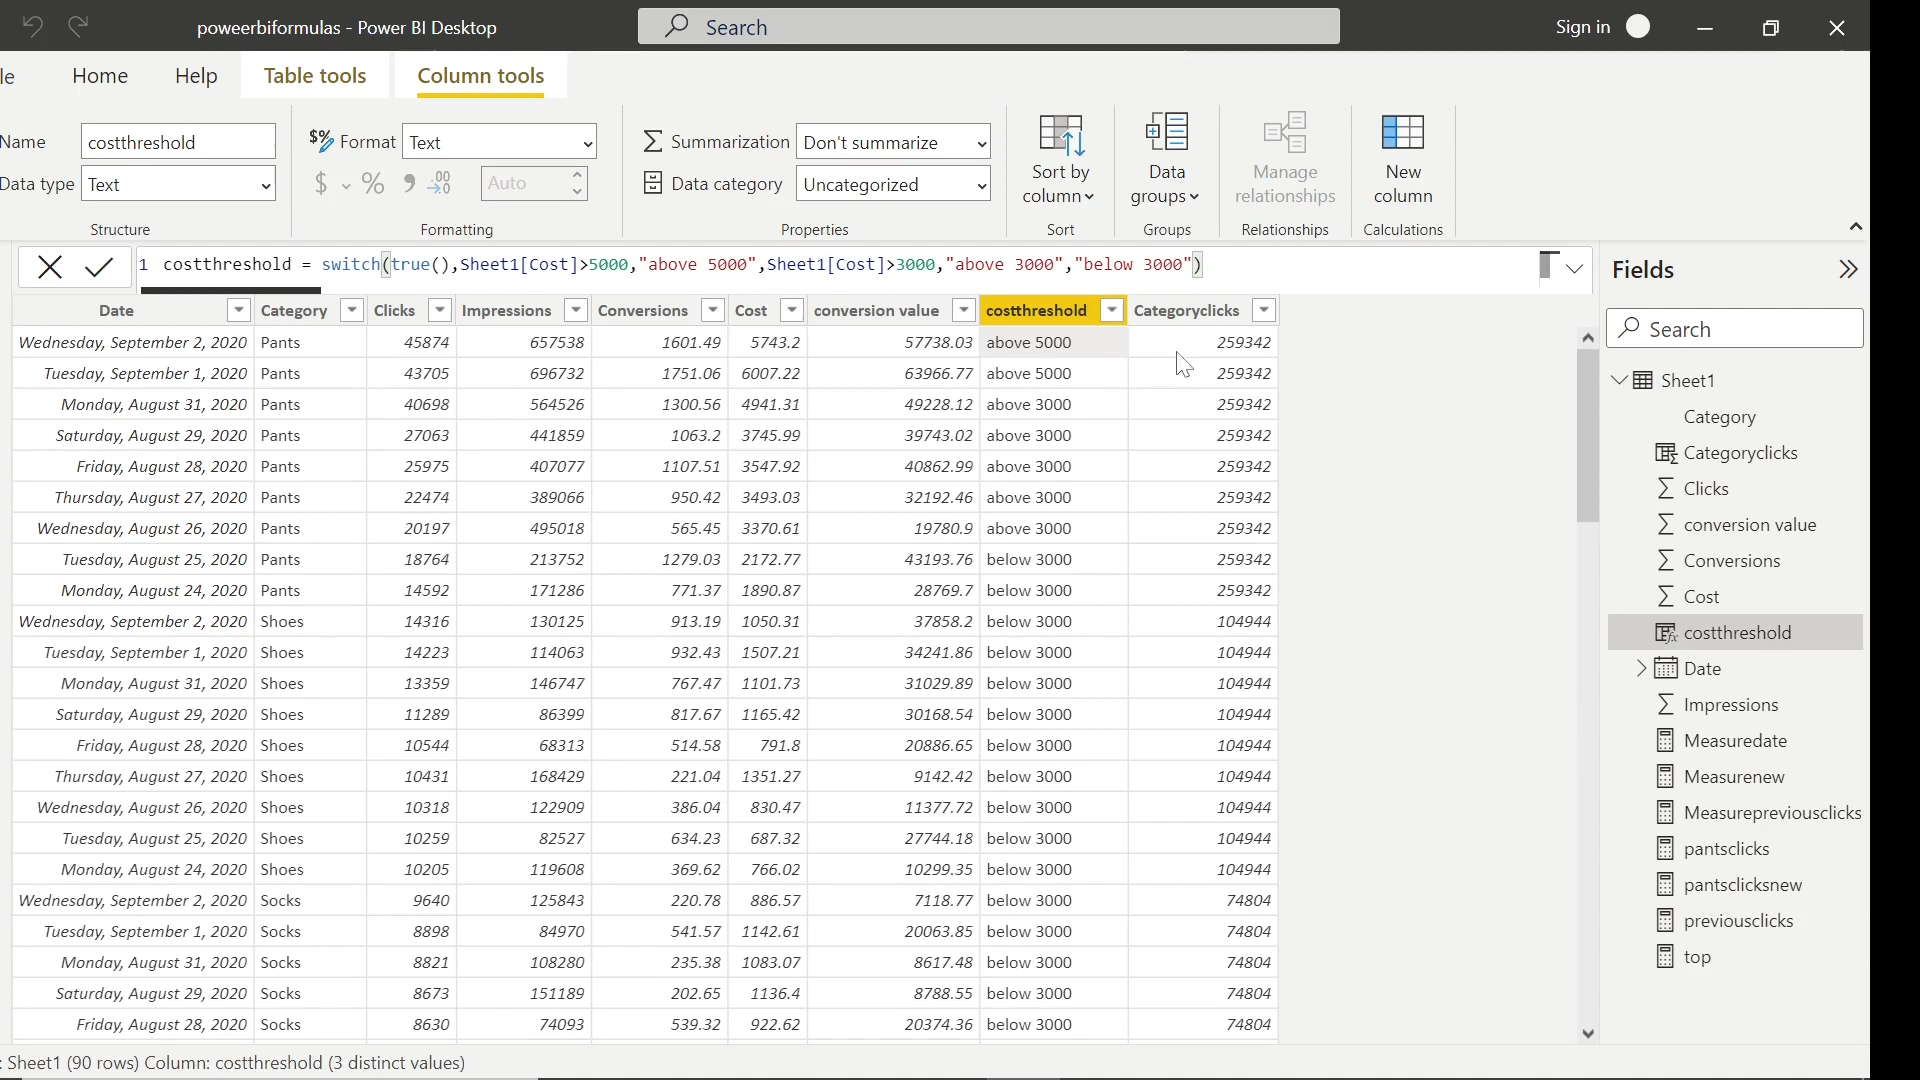 poweerbiformulas - Power BI Desktop
Search
Sign in
le
Home
Help
Table tools
Column tools
Name
costthreshold
Data type
Text
Structure
$% Format
Text
$ % 9 .00
Auto
Formatting
Summarization
Don't summarize
Data category
Uncategorized
Properties
Sort by column
Sort
Data groups
Groups
Manage relationships
Relationships
New column
Calculations
1 costthreshold = switch(true(),Sheet1[Cost]>5000,"above 5000",Sheet1[Cost]>3000,"above 3000","below 3000")
Date Category Clicks Impressions Conversions Cost conversion value costthreshold Categoryclicks
Wednesday, September 2, 2020 Pants 45874 657538 1601.49 5743.2 57738.03 above 5000 259342
Tuesday, September 1, 2020 Pants 43705 696732 1751.06 6007.22 63966.77 above 5000 259342
Monday, August 31, 2020 Pants 40698 564526 1300.56 4941.31 49228.12 above 3000 259342
Saturday, August 29, 2020 Pants 27063 441859 1063.2 3745.99 39743.02 above 3000 259342
Friday, August 28, 2020 Pants 25975 407077 1107.51 3547.92 40862.99 above 3000 259342
Thursday, August 27, 2020 Pants 22474 389066 950.42 3493.03 32192.46 above 3000 259342
Wednesday, August 26, 2020 Pants 20197 495018 565.45 3370.61 19780.9 above 3000 259342
Tuesday, August 25, 2020 Pants 18764 213752 1279.03 2172.77 43193.76 below 3000 259342
Monday, August 24, 2020 Pants 14592 171286 771.37 1890.87 28769.7 below 3000 259342
Wednesday, September 2, 2020 Shoes 14316 130125 913.19 1050.31 37858.2 below 3000 104944
Tuesday, September 1, 2020 Shoes 14223 114063 932.43 1507.21 34241.86 below 3000 104944
Monday, August 31, 2020 Shoes 13359 146747 767.47 1101.73 31029.89 below 3000 104944
Saturday, August 29, 2020 Shoes 11289 86399 817.67 1165.42 30168.54 below 3000 104944
Friday, August 28, 2020 Shoes 10544 68313 514.58 791.8 20886.65 below 3000 104944
Thursday, August 27, 2020 Shoes 10431 168429 221.04 1351.27 9142.42 below 3000 104944
Wednesday, August 26, 2020 Shoes 10318 122909 386.04 830.47 11377.72 below 3000 104944
Tuesday, August 25, 2020 Shoes 10259 82527 634.23 687.32 27744.18 below 3000 104944
Monday, August 24, 2020 Shoes 10205 119608 369.62 766.02 10299.35 below 3000 104944
Wednesday, September 2, 2020 Socks 9640 125843 220.78 886.57 7118.77 below 3000 74804
Tuesday, September 1, 2020 Socks 8898 84970 541.57 1142.61 20063.85 below 3000 74804
Monday, August 31, 2020 Socks 8821 108280 235.38 1083.07 8617.48 below 3000 74804
Saturday, August 29, 2020 Socks 8673 151189 202.65 1136.4 8788.55 below 3000 74804
Friday, August 28, 2020 Socks 8630 74093 539.32 922.62 20374.36 below 3000 74804
Fields
Search
Sheet1
Category
Categoryclicks
Clicks
conversion value
Conversions
Cost
costthreshold
Date
Impressions
Measuredate
Measurenew
Measurepreviousclicks
pantsclicks
pantsclicksnew
previousclicks
top
: Sheet1 (90 rows) Column: costthreshold (3 distinct values)